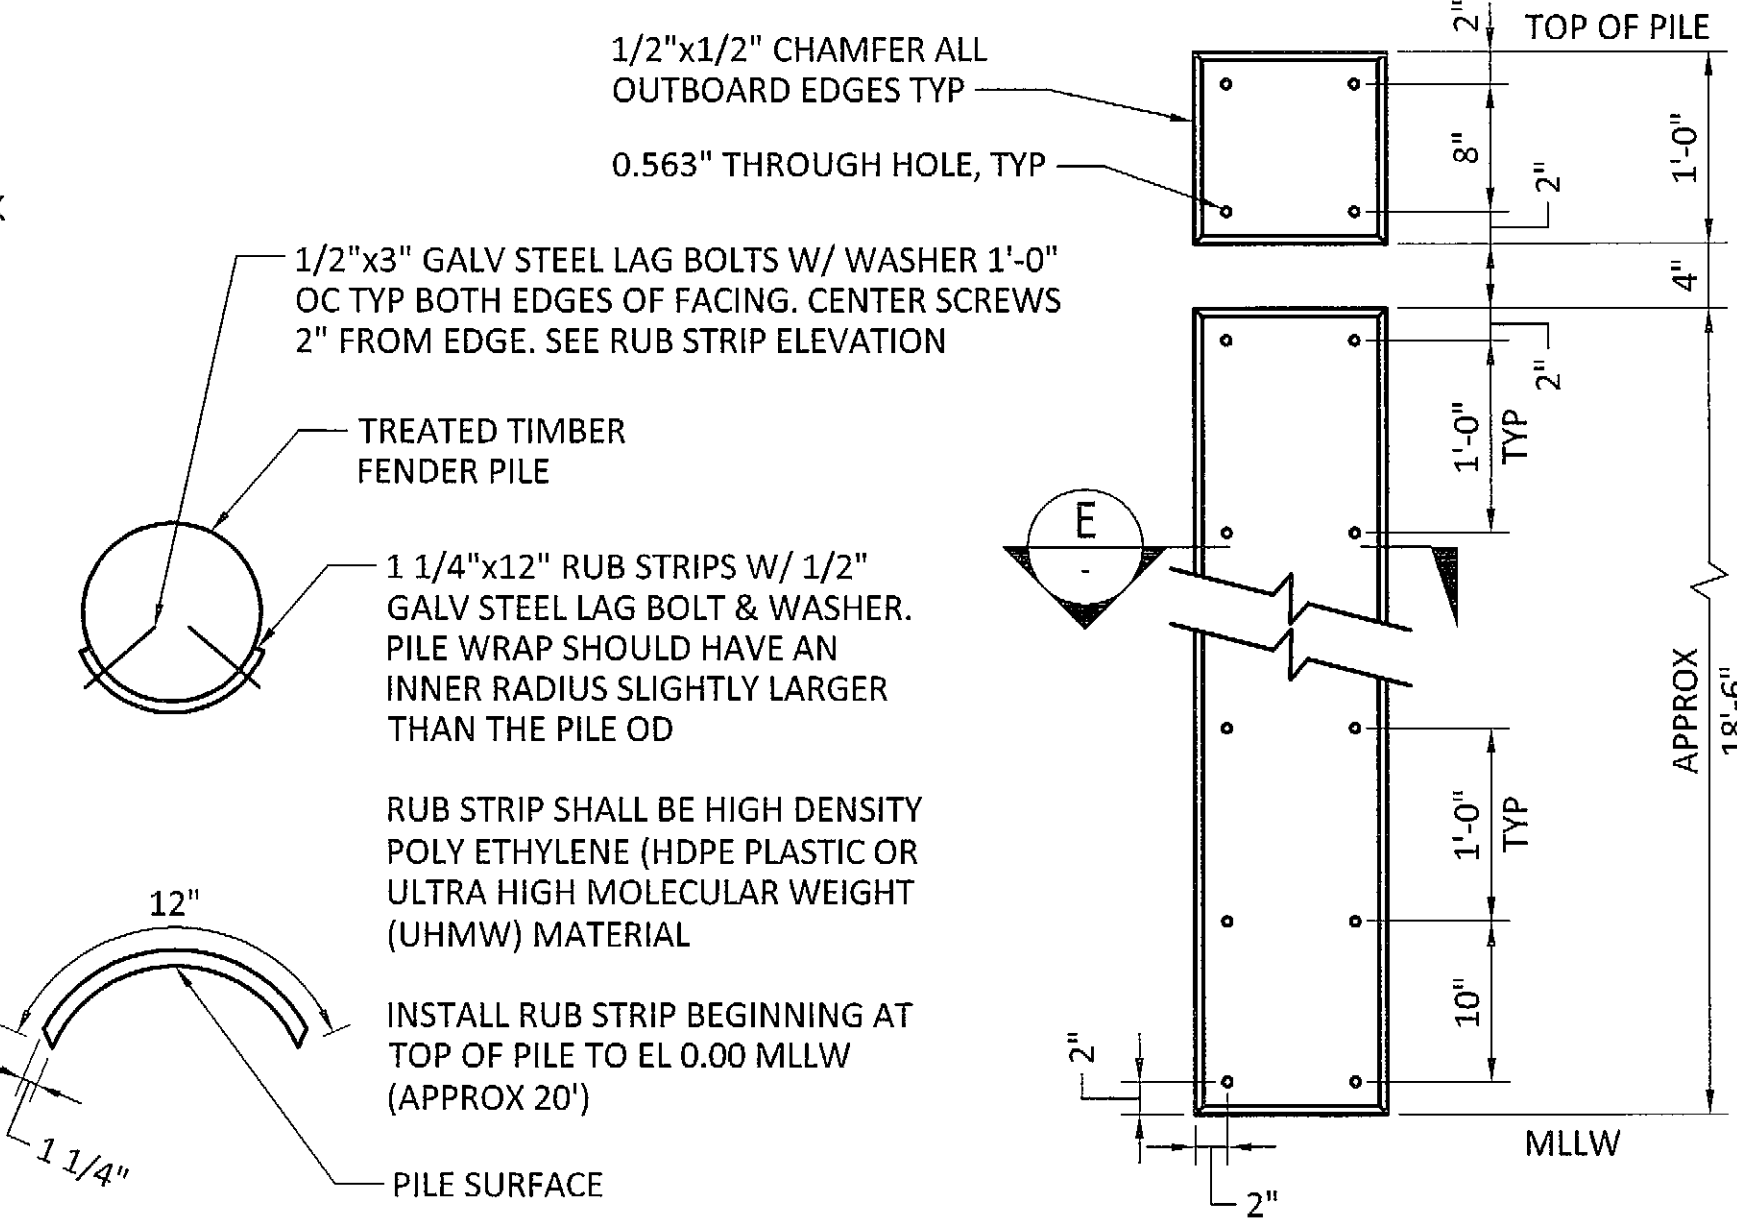 1/2"x1/2" CHAMFER ALL
OUTBOARD EDGES TYP
0.563" THROUGH HOLE, TYP
1/2"x3" GALV STEEL LAG BOLTS W/ WASHER 1'-0"
OC TYP BOTH EDGES OF FACING. CENTER SCREWS
2" FROM EDGE. SEE RUB STRIP ELEVATION
TREATED TIMBER
FENDER PILE
1 1/4"x12" RUB STRIPS W/ 1/2"
GALV STEEL LAG BOLT & WASHER.
PILE WRAP SHOULD HAVE AN
INNER RADIUS SLIGHTLY LARGER
THAN THE PILE OD
RUB STRIP SHALL BE HIGH DENSITY
POLY ETHYLENE (HDPE PLASTIC OR
ULTRA HIGH MOLECULAR WEIGHT
(UHMW) MATERIAL
INSTALL RUB STRIP BEGINNING AT
TOP OF PILE TO EL 0.00 MLLW
(APPROX 20')
PILE SURFACE
12"
1 1/4"
TOP OF PILE
2"
8"
2"
1'-0"
4"
2"
1'-0"
TYP
E
-
APPROX
18'-6"
1'-0"
TYP
10"
2"
2"
MLLW